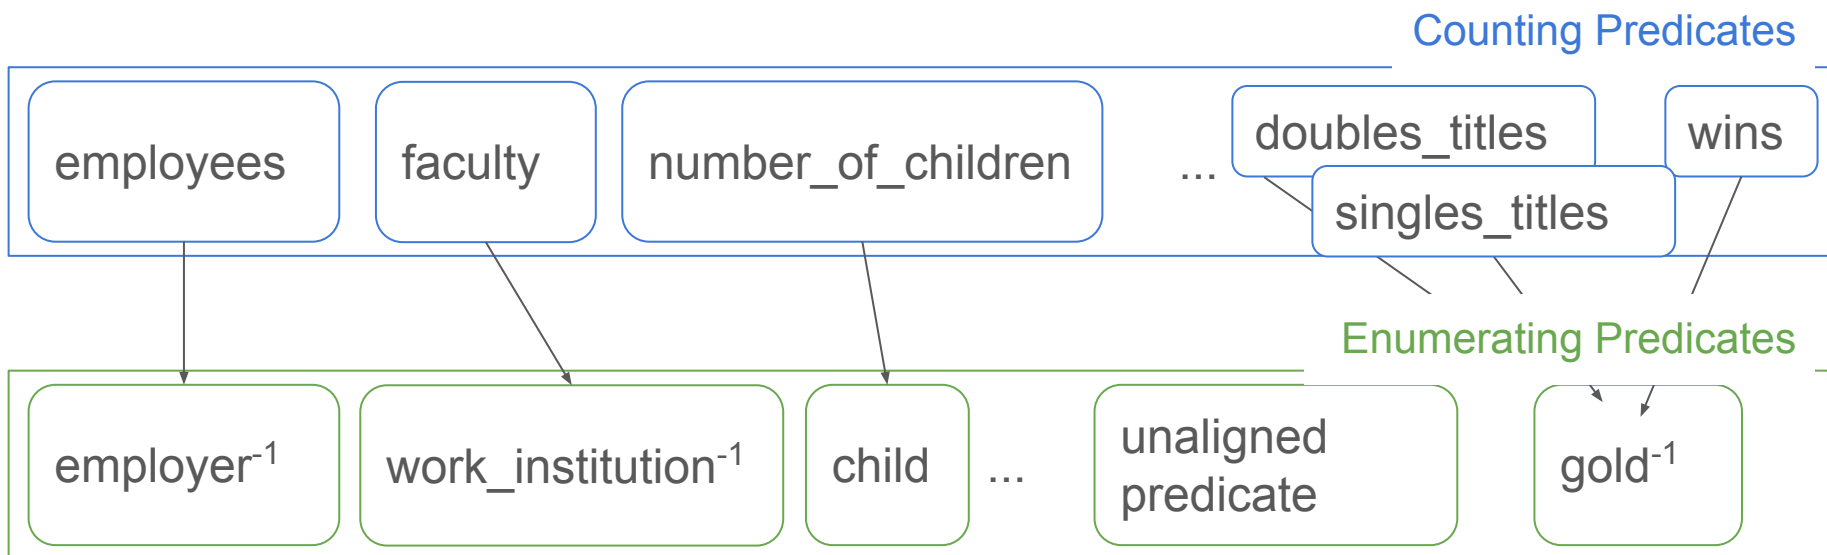 Counting Predicates
employees
faculty
number_of_children
...
doubles_titles
singles_titles
wins
Enumerating Predicates
employer⁻¹
work_institution⁻¹
child
...
unaligned
predicate
gold⁻¹